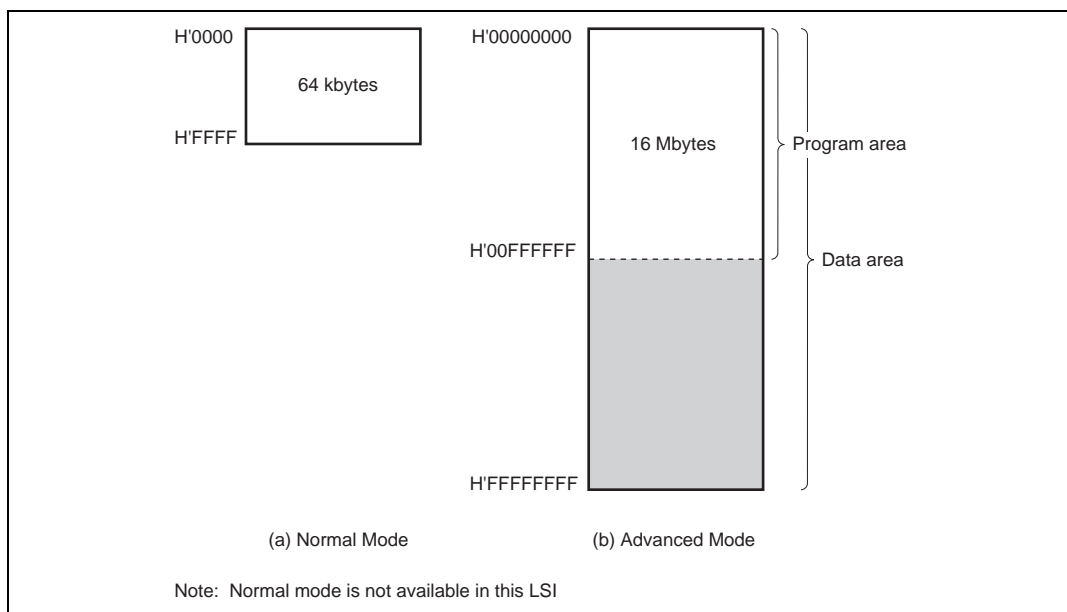 H'0000
64 kbytes
H'FFFF
H'00000000
16 Mbytes
Program area
H'00FFFFFF
Data area
H'FFFFFFFF
(a) Normal Mode
(b) Advanced Mode
Note: Normal mode is not available in this LSI